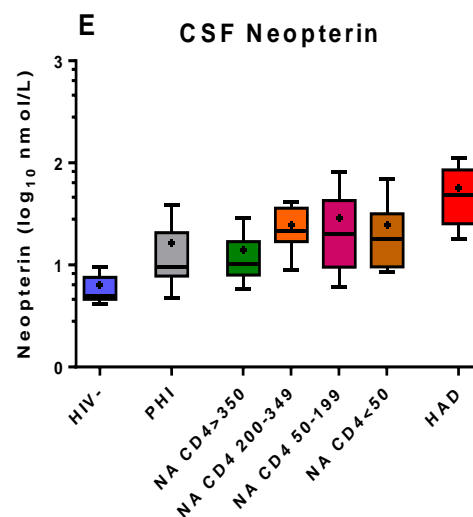 E
CSF Neopterin
Neopterin (log₁₀ nmol/L)
3
2
1
0
HIV-
PHI
NA CD4>350
NA CD4 200-349
NA CD4 50-199
NA CD4<50
HAD